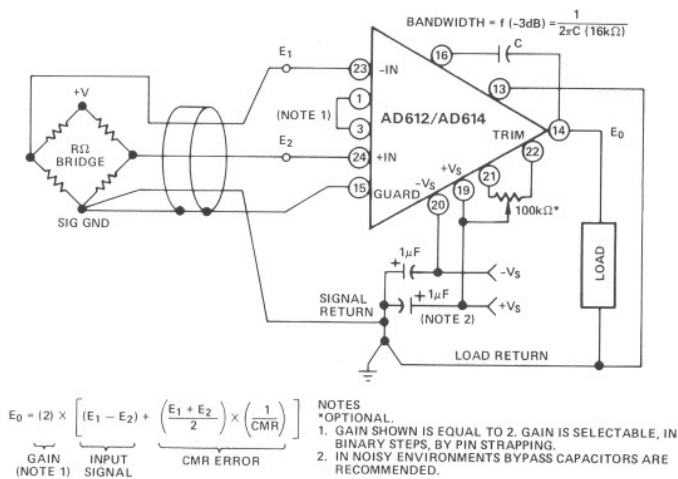 BANDWIDTH = f (-3dB) = 1 / 2πC (16kΩ)
C
E1
16
23
-IN
13
+V
1
(NOTE 1)
AD612/AD614
3
14
E0
RΩ
BRIDGE
E2
TRIM
24
+IN
22
+VS
-VS
21
15
GUARD
19
20
100kΩ*
SIG GND
LOAD
+ 1µF
-VS
SIGNAL
RETURN
+ 1µF
(NOTE 2)
+VS
LOAD RETURN
E0 = (2) × [ (E1 − E2) + ( E1 + E2 / 2 ) × ( 1 / CMR ) ]
GAIN
(NOTE 1)
INPUT
SIGNAL
CMR ERROR
NOTES
*OPTIONAL.
1. GAIN SHOWN IS EQUAL TO 2. GAIN IS SELECTABLE, IN
BINARY STEPS, BY PIN STRAPPING.
2. IN NOISY ENVIRONMENTS BYPASS CAPACITORS ARE
RECOMMENDED.